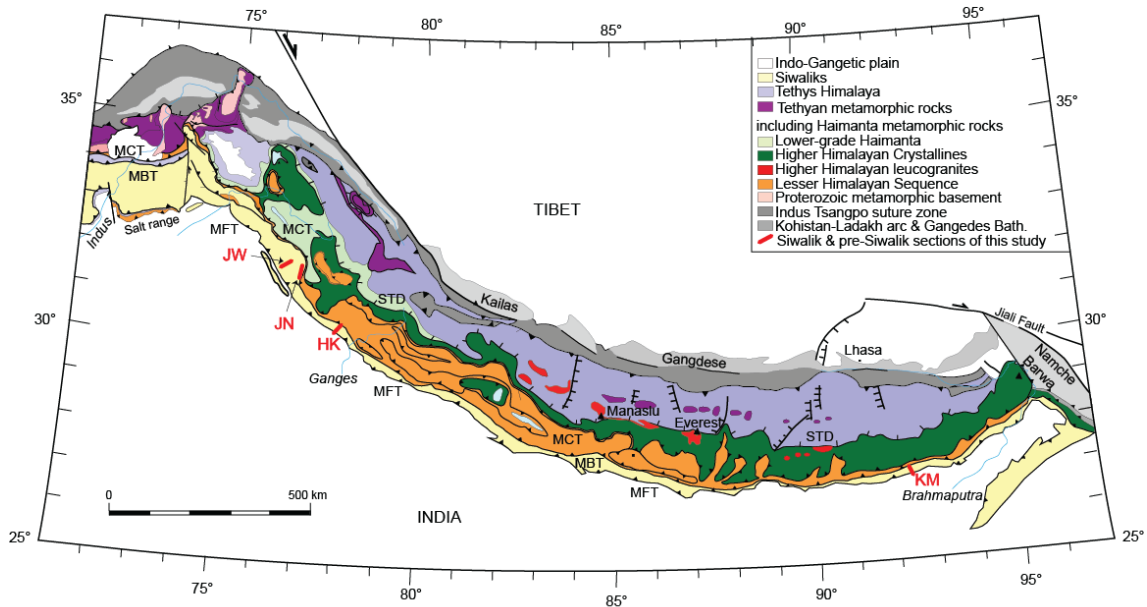 75°
80°
85°
90°
95°
35°
30°
25°
35°
30°
25°
75°
80°
85°
90°
95°
Indo-Gangetic plain
Siwaliks
Tethys Himalaya
Tethyan metamorphic rocks
including Haimanta metamorphic rocks
Lower-grade Haimanta
Higher Himalayan Crystallines
Higher Himalayan leucogranites
Lesser Himalayan Sequence
Proterozoic metamorphic basement
Indus Tsangpo suture zone
Kohistan-Ladakh arc & Gangedes Bath.
Siwalik & pre-Siwalik sections of this study
MCT
MBT
Indus
Salt range
MFT
MCT
JW
JN
HK
Ganges
MFT
STD
TIBET
Kailas
Gangdese
Lhasa
Jiali Fault
Namche
Barwa
Manaslu
Everest
STD
MCT
MBT
MFT
KM
Brahmaputra
INDIA
0
500 km